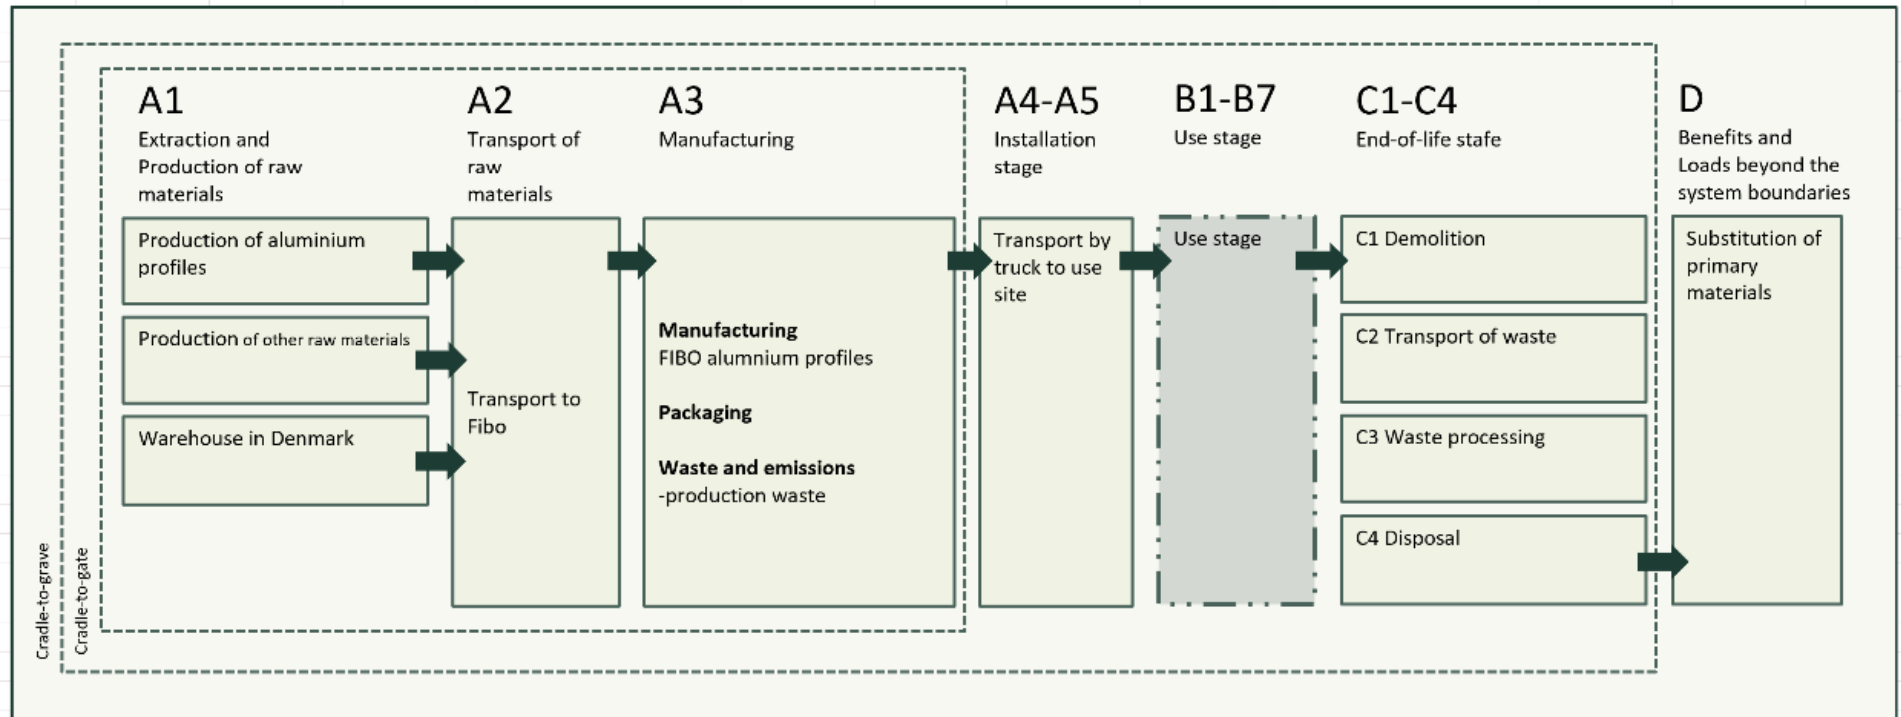 A1
Extraction and
Production of raw
materials
Production of aluminium
profiles
Production of other raw materials
Warehouse in Denmark
A2
Transport of
raw
materials
Transport to
Fibo
A3
Manufacturing
Manufacturing
FIBO alumnium profiles
Packaging
Waste and emissions
-production waste
A4-A5
Installation
stage
Transport by
truck to use
site
B1-B7
Use stage
Use stage
C1-C4
End-of-life stafe
C1 Demolition
C2 Transport of waste
C3 Waste processing
C4 Disposal
D
Benefits and
Loads beyond the
system boundaries
Substitution of
primary
materials
Cradle-to-grave
Cradle-to-gate